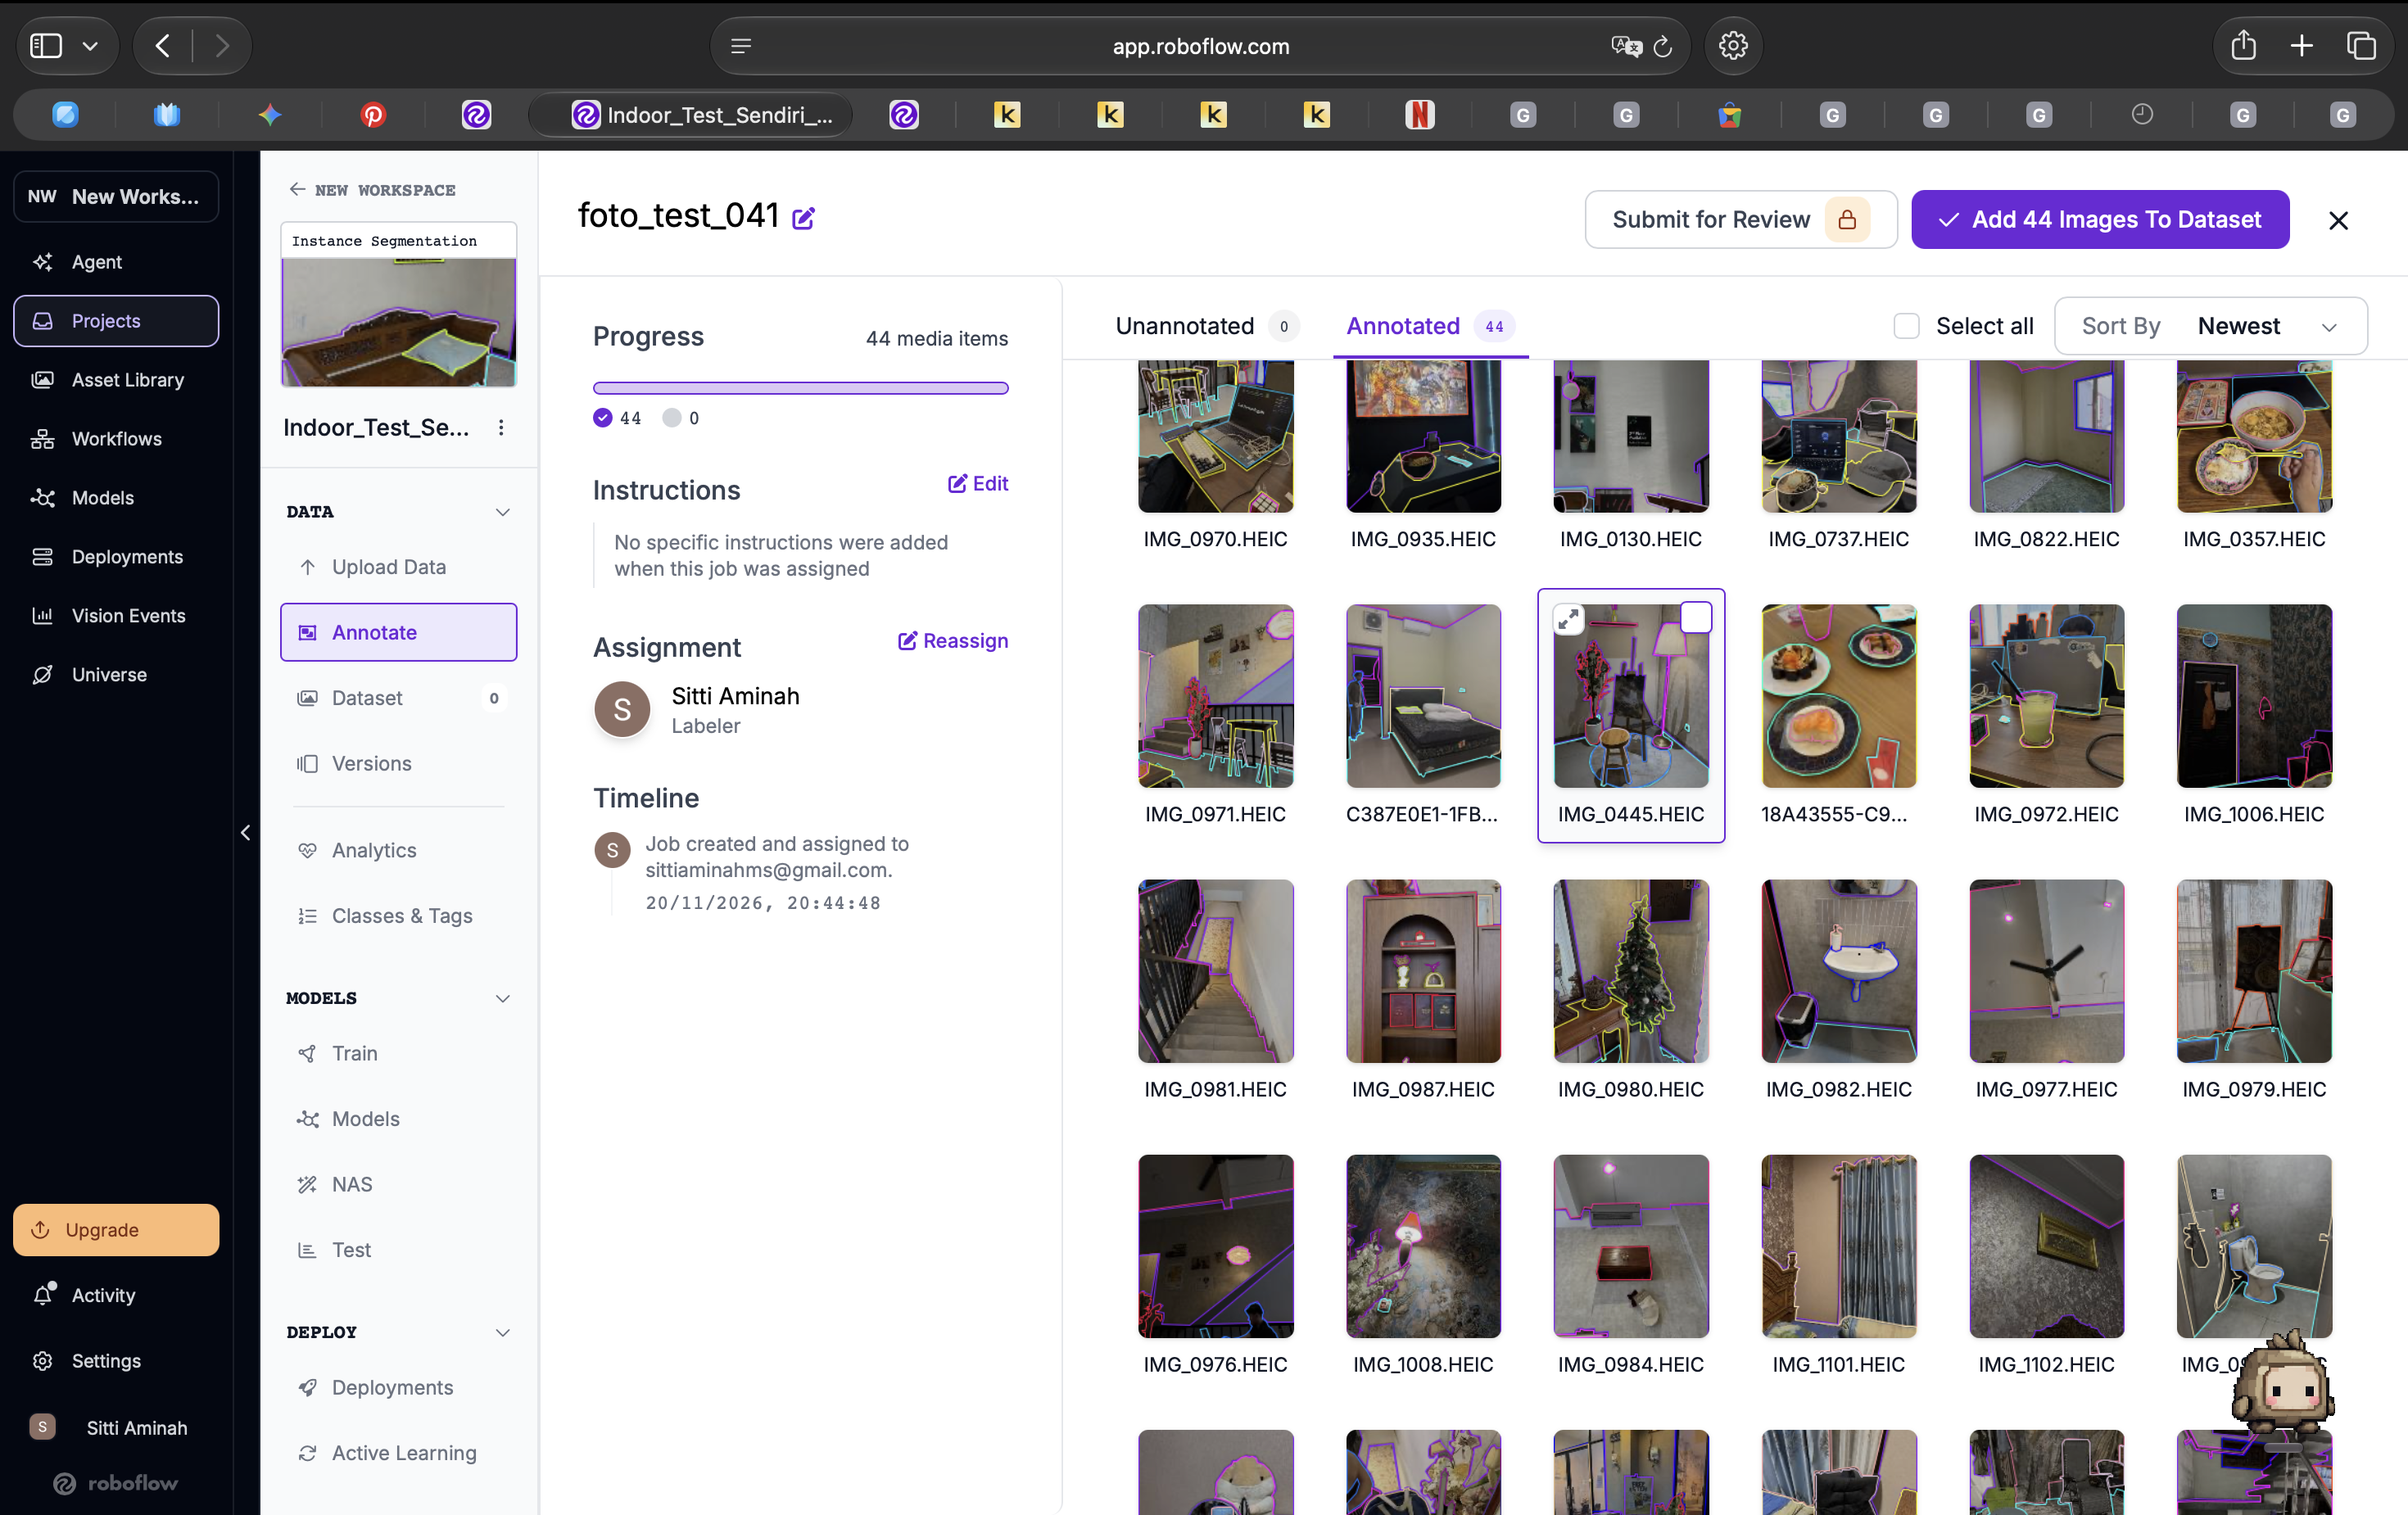 app.roboflow.com
Indoor_Test_Sendiri_...
NW New Works...
Agent
Projects
Asset Library
Workflows
Models
Deployments
Vision Events
Universe
Upgrade
Activity
Settings
S Sitti Aminah
roboflow
NEW WORKSPACE
Instance Segmentation
Indoor_Test_Se...
DATA
Upload Data
Annotate
Dataset 0
Versions
Analytics
Classes & Tags
MODELS
Train
Models
NAS
Test
DEPLOY
Deployments
Active Learning
foto_test_041
Submit for Review
Add 44 Images To Dataset
Progress
44 media items
44 0
Instructions
Edit
No specific instructions were added
when this job was assigned
Assignment
Reassign
S
Sitti Aminah
Labeler
Timeline
S
Job created and assigned to
sittiaminahms@gmail.com.
20/11/2026, 20:44:48
Unannotated 0
Annotated 44
Select all
Sort By Newest
IMG_0970.HEIC
IMG_0935.HEIC
IMG_0130.HEIC
IMG_0737.HEIC
IMG_0822.HEIC
IMG_0357.HEIC
IMG_0971.HEIC
C387E0E1-1FB...
IMG_0445.HEIC
18A43555-C9...
IMG_0972.HEIC
IMG_1006.HEIC
IMG_0981.HEIC
IMG_0987.HEIC
IMG_0980.HEIC
IMG_0982.HEIC
IMG_0977.HEIC
IMG_0979.HEIC
IMG_0976.HEIC
IMG_1008.HEIC
IMG_0984.HEIC
IMG_1101.HEIC
IMG_1102.HEIC